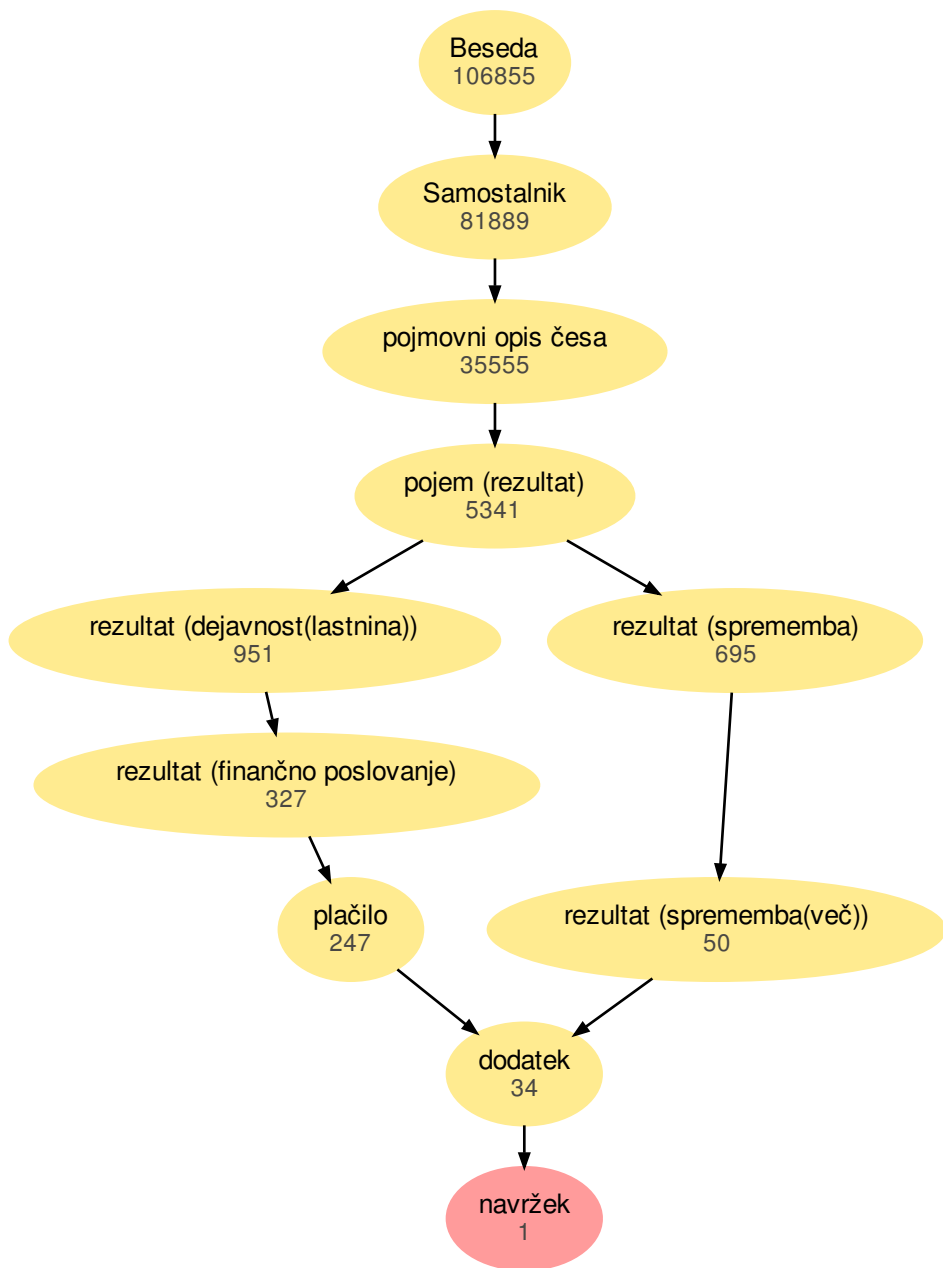 Beseda
106855
Samostalnik
81889
pojmovni opis česa
35555
pojem (rezultat)
5341
rezultat (dejavnost(lastnina))
951
rezultat (sprememba)
695
rezultat (finančno poslovanje)
327
plačilo
247
rezultat (sprememba(več))
50
dodatek
34
navržek
1